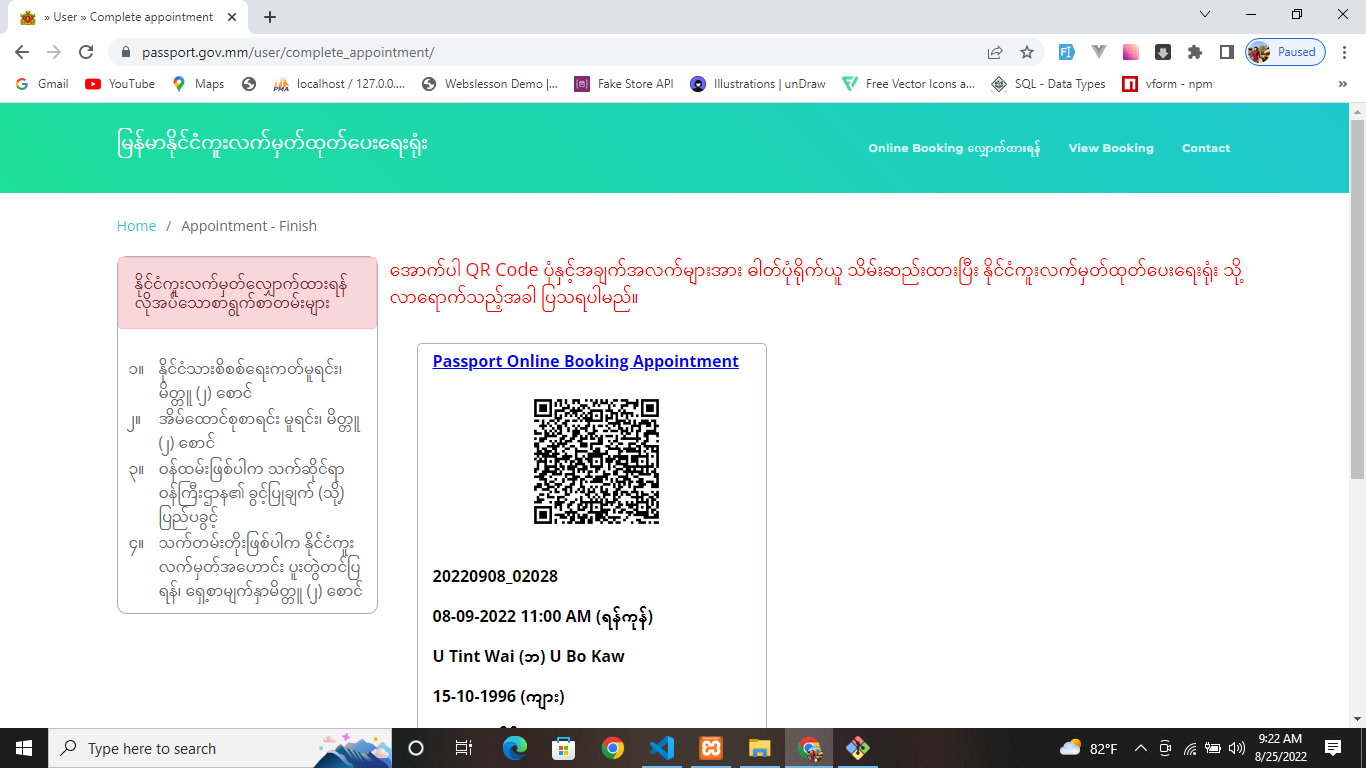 » User » Complete appointment
passport.gov.mm/user/complete_appointment/
Paused
Gmail
YouTube
Maps
localhost / 127.0.0....
Webslesson Demo |...
Fake Store API
Illustrations | unDraw
Free Vector Icons a...
SQL - Data Types
vform - npm
»
မြန်မာနိုင်ငံကူးလက်မှတ်ထုတ်ပေးရေးရုံး
Online Booking လျှောက်ထားရန်
View Booking
Contact
Home / Appointment - Finish
နိုင်ငံကူးလက်မှတ်လျှောက်ထားရန်
လိုအပ်သောစာရွက်စာတမ်းများ
၁။ နိုင်ငံသားစိစစ်ရေးကတ်မူရင်း၊
မိတ္တူ (၂) စောင်
၂။ အိမ်ထောင်စုစာရင်း မူရင်း၊ မိတ္တူ
(၂) စောင်
၃။ ဝန်ထမ်းဖြစ်ပါက သက်ဆိုင်ရာ
ဝန်ကြီးဌာန၏ ခွင့်ပြုချက် (သို့)
ပြည်ပခွင့်
၄။ သက်တမ်းတိုးဖြစ်ပါက နိုင်ငံကူး
လက်မှတ်အဟောင်း ပူးတွဲတင်ပြ
ရန်၊ ရှေ့စာမျက်နှာမိတ္တူ (၂) စောင်
အောက်ပါ QR Code ပုံနှင့်အချက်အလက်များအား ဓါတ်ပုံရိုက်ယူ သိမ်းဆည်းထားပြီး နိုင်ငံကူးလက်မှတ်ထုတ်ပေးရေးရုံး သို့
လာရောက်သည့်အခါ ပြသရပါမည်။
Passport Online Booking Appointment
20220908_02028
08-09-2022 11:00 AM (ရန်ကုန်)
U Tint Wai (ဘ) U Bo Kaw
15-10-1996 (ကျား)
Type here to search
82°F
9:22 AM
8/25/2022